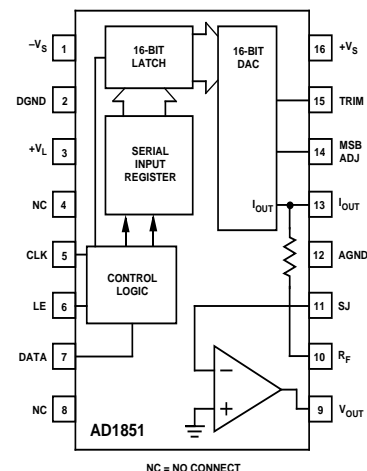 –VS 1
DGND 2
+VL 3
NC 4
CLK 5
LE 6
DATA 7
NC 8
16-BIT
LATCH
16-BIT
DAC
SERIAL
INPUT
REGISTER
CONTROL
LOGIC
IOUT
–
+
AD1851
16 +VS
15 TRIM
14 MSB
ADJ
13 IOUT
12 AGND
11 SJ
10 RF
9 VOUT
NC = NO CONNECT